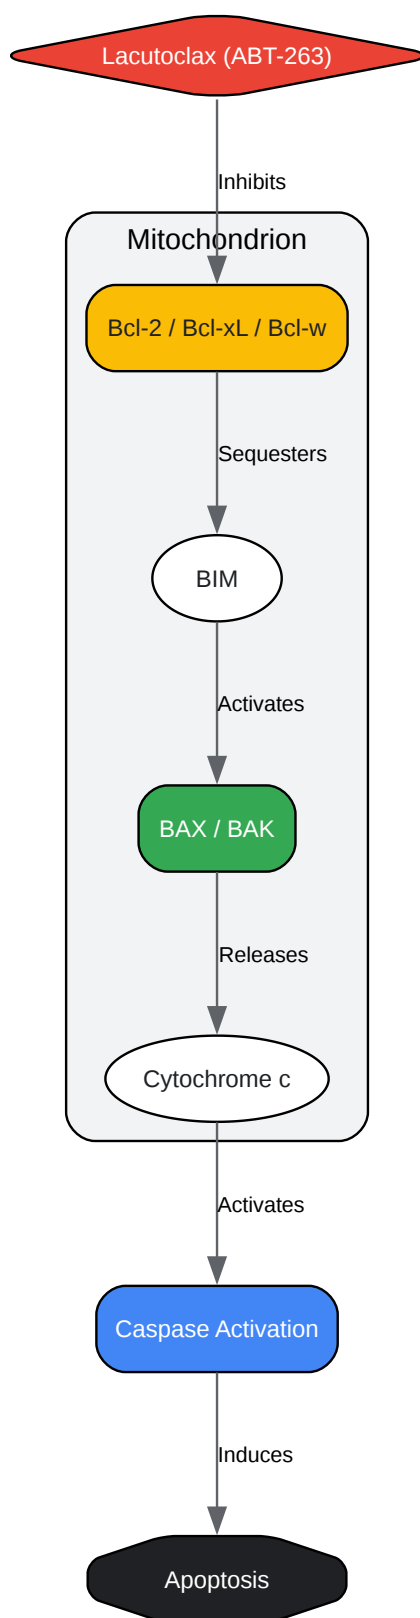 Lacutoclax (ABT-263)
Inhibits
Mitochondrion
Bcl-2 / Bcl-xL / Bcl-w
Sequesters
BIM
Activates
BAX / BAK
Releases
Cytochrome c
Activates
Caspase Activation
Induces
Apoptosis